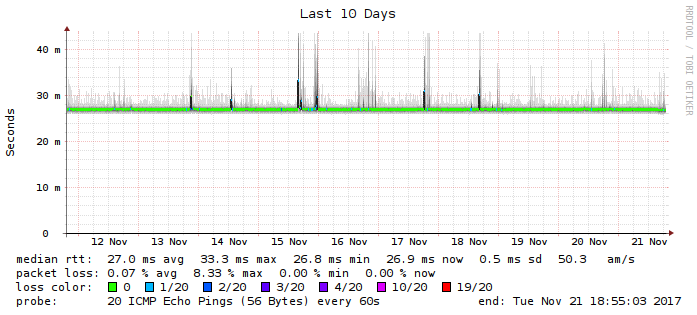 Last 10 Days
RRDTOOL / TOBI OETIKER
Seconds
40 m
30 m
20 m
10 m
0
12 Nov 13 Nov 14 Nov 15 Nov 16 Nov 17 Nov 18 Nov 19 Nov 20 Nov 21 Nov
median rtt: 27.0 ms avg 33.3 ms max 26.8 ms min 26.9 ms now 0.5 ms sd 50.3 am/s
packet loss: 0.07 % avg 8.33 % max 0.00 % min 0.00 % now
loss color: 0 1/20 2/20 3/20 4/20 10/20 19/20
probe: 20 ICMP Echo Pings (56 Bytes) every 60s end: Tue Nov 21 18:55:03 2017